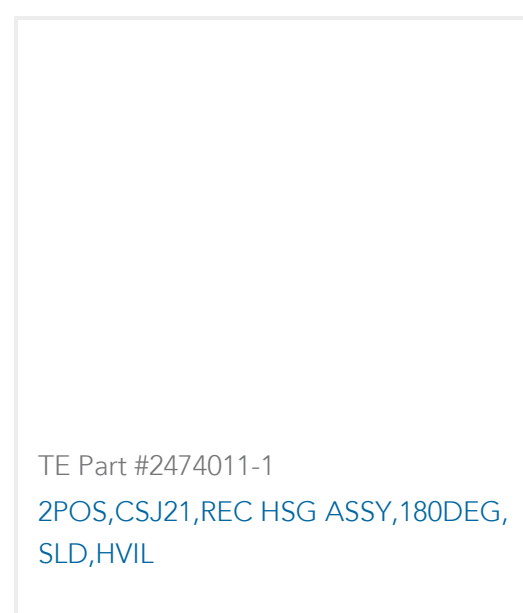 TE Part #2474011-1
2POS,CSJ21,REC HSG ASSY,180DEG,
SLD,HVIL